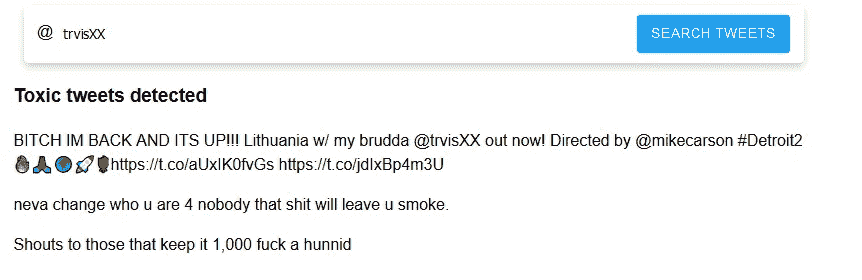 @ trvisXX SEARCH TWEETS
Toxic tweets detected
BITCH IM BACK AND ITS UP!!! Lithuania w/ my brudda @trvisXX out now! Directed by @mikecarson #Detroit2
https://t.co/aUxlK0fvGs https://t.co/jdlxBp4m3U
neva change who u are 4 nobody that shit will leave u smoke.
Shouts to those that keep it 1,000 fuck a hunnid